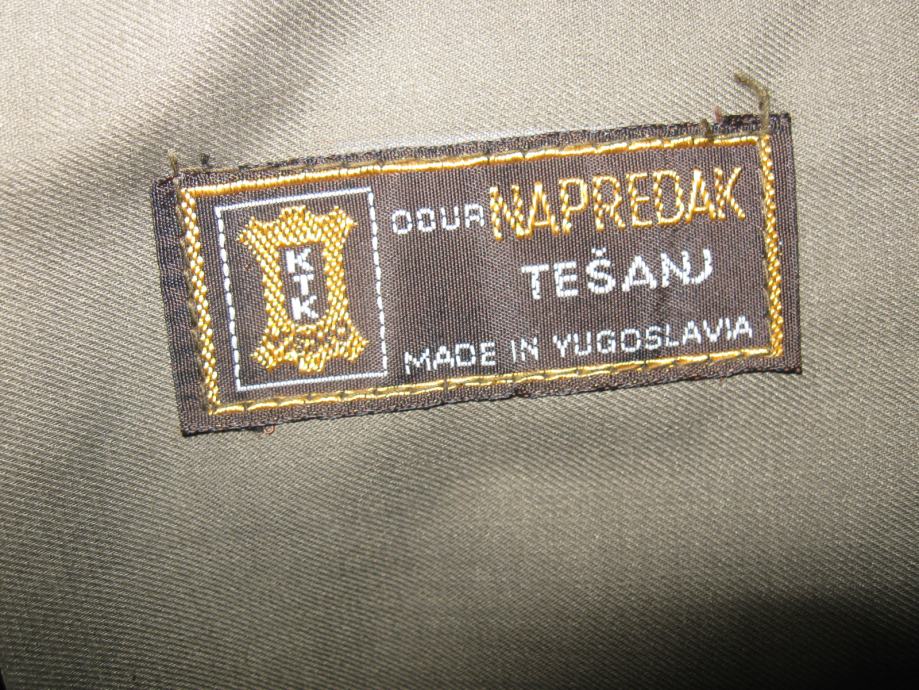 KTK
OOUR NAPREDAK
TEŠANJ
MADE IN YUGOSLAVIA